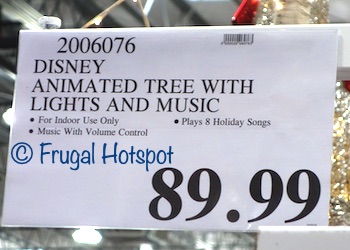 2006076
DISNEY
ANIMATED TREE WITH
LIGHTS AND MUSIC
• For Indoor Use Only • Plays 8 Holiday Songs
• Music With Volume Control
© Frugal Hotspot
89.99